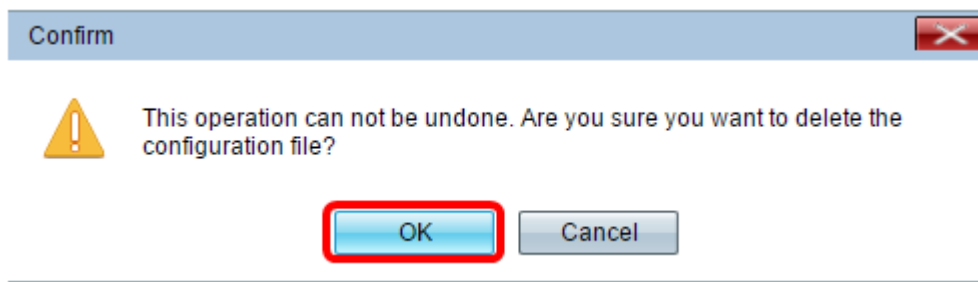 Confirm
This operation can not be undone. Are you sure you want to delete the
configuration file?
OK
Cancel